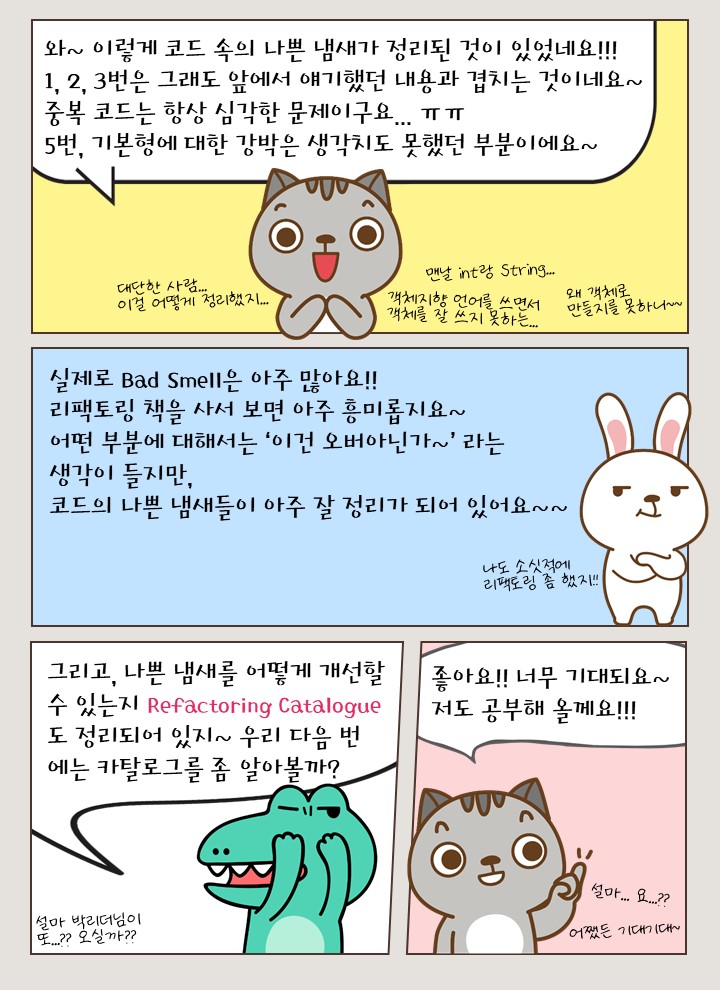 와~ 이렇게 코드 속의 나쁜 냄새가 정리된 것이 있었네요!!!
1, 2, 3번은 그래도 앞에서 얘기했던 내용과 겹치는 것이네요~
중복 코드는 항상 심각한 문제이구요... ㅠㅠ
5번, 기본형에 대한 강박은 생각치도 못했던 부분이에요~
대단한 사람...
이걸 어떻게 정리했지...
맨날 int랑 String...
객체지향 언어를 쓰면서
객체를 잘 쓰지 못하는...
왜 객체로
만들지를 못하니~~
실제로 Bad Smell은 아주 많아요!!
리팩토링 책을 사서 보면 아주 흥미롭지요~
어떤 부분에 대해서는 ‘이건 오버아닌가~’ 라는
생각이 들지만,
코드의 나쁜 냄새들이 아주 잘 정리가 되어 있어요~~
나도 소싯적에
리팩토링 좀 했지!!
그리고, 나쁜 냄새를 어떻게 개선할
수 있는지 Refactoring Catalogue
도 정리되어 있지~ 우리 다음 번
에는 카탈로그를 좀 알아볼까?
설마 박리더님이
또...?? 오실까??
좋아요!! 너무 기대되요~
저도 공부해 올께요!!!
설마... 요...??
어쨌든 기대기대~